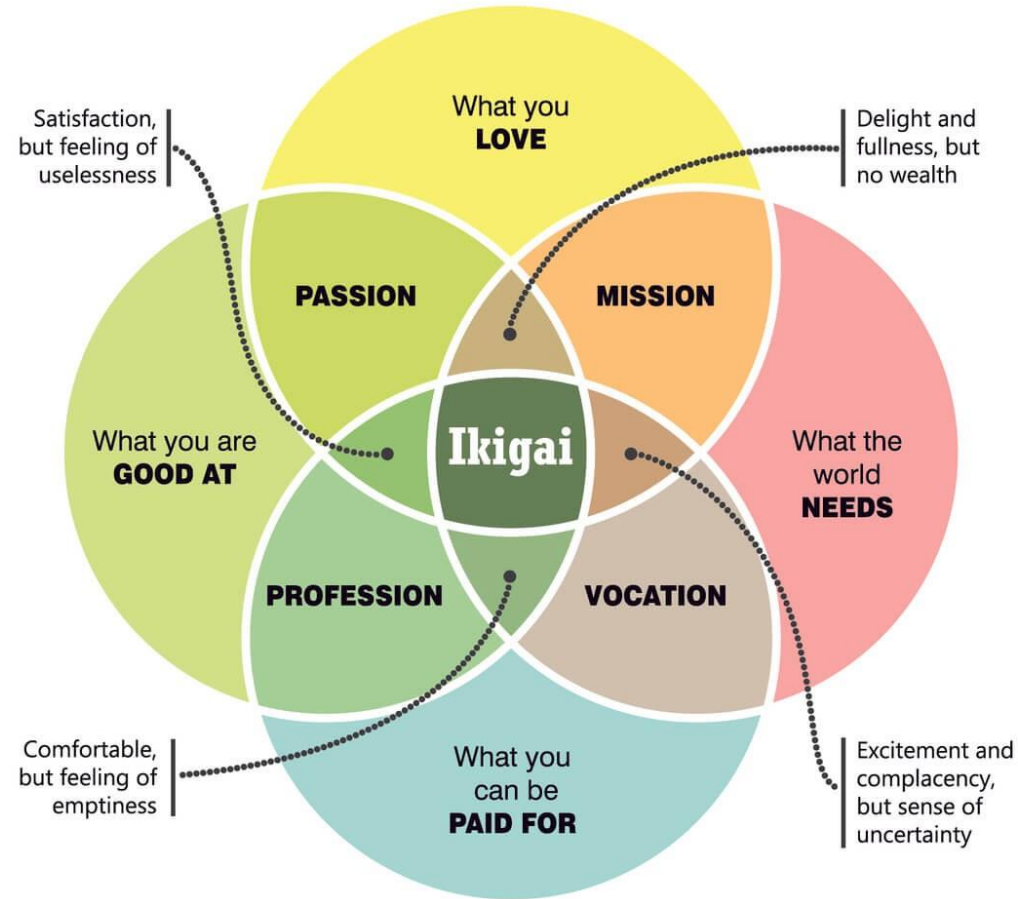 What you
LOVE
Satisfaction,
but feeling of
uselessness
Delight and
fullness, but
no wealth
PASSION
MISSION
What you are
GOOD AT
Ikigai
What the
world
NEEDS
PROFESSION
VOCATION
Comfortable,
but feeling of
emptiness
What you
can be
PAID FOR
Excitement and
complacency,
but sense of
uncertainty